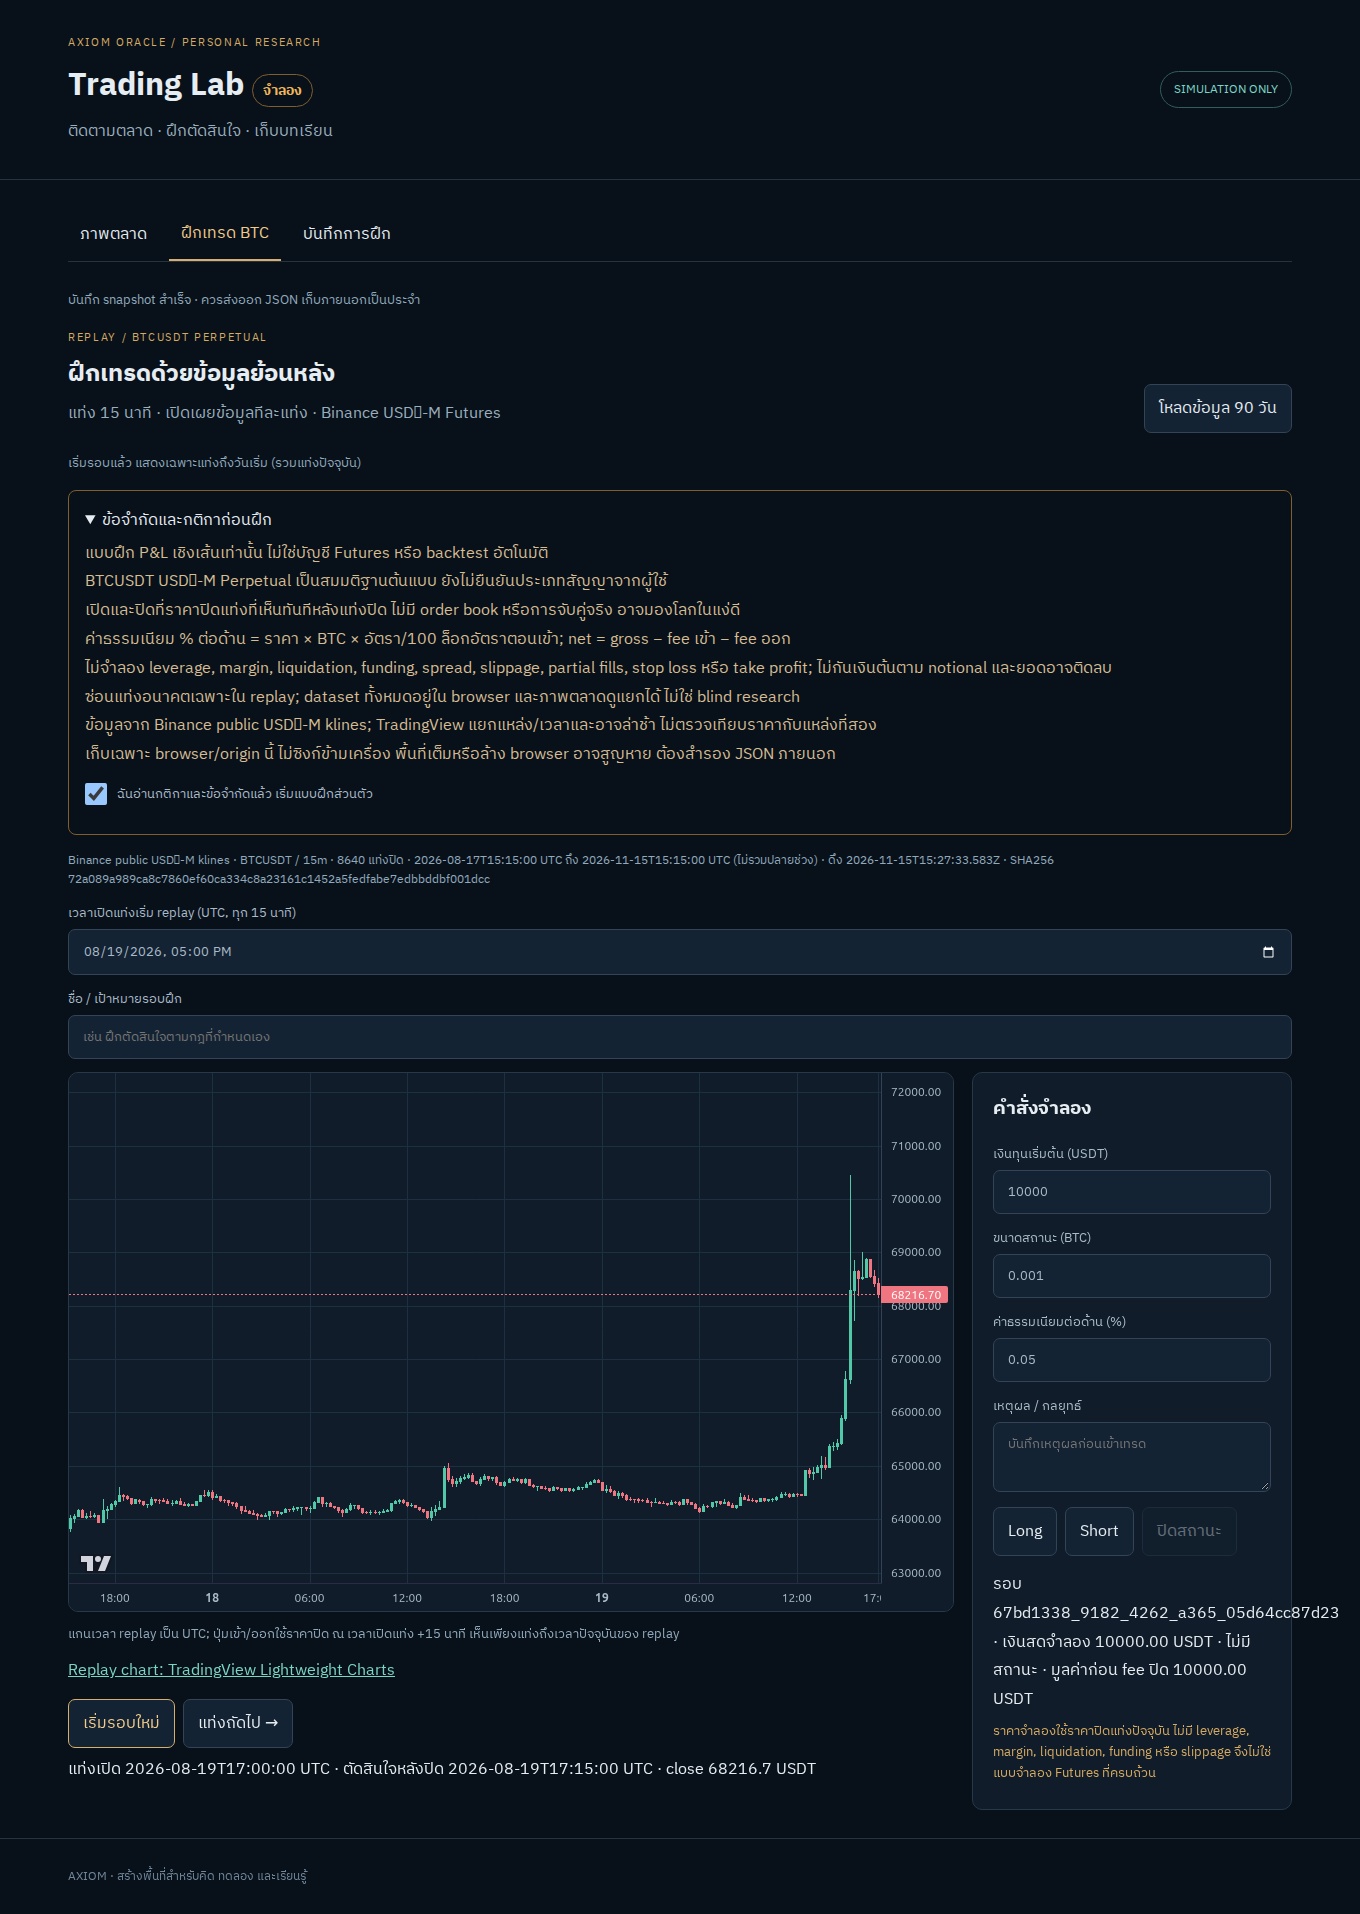 AXIOM ORACLE / PERSONAL RESEARCH
Trading Lab จำลอง
SIMULATION ONLY
ติดตามตลาด · ฝึกตัดสินใจ · เก็บบทเรียน
ภาพตลาด
ฝึกเทรด BTC
บันทึกการฝึก
บันทึก snapshot สำเร็จ · ควรส่งออก JSON เก็บภายนอกเป็นประจำ
REPLAY / BTCUSDT PERPETUAL
ฝึกเทรดด้วยข้อมูลย้อนหลัง
แท่ง 15 นาที · เปิดเผยข้อมูลทีละแท่ง · Binance USD▯-M Futures
โหลดข้อมูล 90 วัน
เริ่มรอบแล้ว แสดงเฉพาะแท่งถึงวันเริ่ม (รวมแท่งปัจจุบัน)
▼ ข้อจำกัดและกติกาก่อนฝึก
แบบฝึก P&L เชิงเส้นเท่านั้น ไม่ใช่บัญชี Futures หรือ backtest อัตโนมัติ
BTCUSDT USD▯-M Perpetual เป็นสมมติฐานต้นแบบ ยังไม่ยืนยันประเภทสัญญาจากผู้ใช้
เปิดและปิดที่ราคาปิดแท่งที่เห็นทันทีหลังแท่งปิด ไม่มี order book หรือการจับคู่จริง อาจมองโลกในแง่ดี
ค่าธรรมเนียม % ต่อด้าน = ราคา × BTC × อัตรา/100 ล็อกอัตราตอนเข้า; net = gross − fee เข้า − fee ออก
ไม่จำลอง leverage, margin, liquidation, funding, spread, slippage, partial fills, stop loss หรือ take profit; ไม่กันเงินต้นตาม notional และยอดอาจติดลบ
ซ่อนแท่งอนาคตเฉพาะใน replay; dataset ทั้งหมดอยู่ใน browser และภาพตลาดดูแยกได้ ไม่ใช่ blind research
ข้อมูลจาก Binance public USD▯-M klines; TradingView แยกแหล่ง/เวลาและอาจล่าช้า ไม่ตรวจเทียบราคากับแหล่งที่สอง
เก็บเฉพาะ browser/origin นี้ ไม่ซิงก์ข้ามเครื่อง พื้นที่เต็มหรือล้าง browser อาจสูญหาย ต้องสำรอง JSON ภายนอก
ฉันอ่านกติกาและข้อจำกัดแล้ว เริ่มแบบฝึกส่วนตัว
Binance public USD▯-M klines · BTCUSDT / 15m · 8640 แท่งปิด · 2026-08-17T15:15:00 UTC ถึง 2026-11-15T15:15:00 UTC (ไม่รวมปลายช่วง) · ดึง 2026-11-15T15:27:33.583Z · SHA256
72a089a989ca8c7860ef60ca334c8a23161c1452a5fedfabe7edbbddbf001dcc
เวลาเปิดแท่งเริ่ม replay (UTC, ทุก 15 นาที)
08/19/2026, 05:00 PM
ชื่อ / เป้าหมายรอบฝึก
เช่น ฝึกตัดสินใจตามกฎที่กำหนดเอง
72000.00
71000.00
70000.00
69000.00
68216.70
68000.00
67000.00
66000.00
65000.00
64000.00
63000.00
18:00 18 06:00 12:00 18:00 19 06:00 12:00 17:
แกนเวลา replay เป็น UTC; ปุ่มเข้า/ออกใช้ราคาปิด ณ เวลาเปิดแท่ง +15 นาที เห็นเพียงแท่งถึงเวลาปัจจุบันของ replay
Replay chart: TradingView Lightweight Charts
เริ่มรอบใหม่
แท่งถัดไป →
แท่งเปิด 2026-08-19T17:00:00 UTC · ตัดสินใจหลังปิด 2026-08-19T17:15:00 UTC · close 68216.7 USDT
คำสั่งจำลอง
เงินทุนเริ่มต้น (USDT)
10000
ขนาดสถานะ (BTC)
0.001
ค่าธรรมเนียมต่อด้าน (%)
0.05
เหตุผล / กลยุทธ์
บันทึกเหตุผลก่อนเข้าเทรด
Long
Short
ปิดสถานะ
รอบ
67bd1338_9182_4262_a365_05d64cc87d23
· เงินสดจำลอง 10000.00 USDT · ไม่มี
สถานะ · มูลค่าก่อน fee ปิด 10000.00
USDT
ราคาจำลองใช้ราคาปิดแท่งปัจจุบัน ไม่มี leverage,
margin, liquidation, funding หรือ slippage จึงไม่ใช่
แบบจำลอง Futures ที่ครบถ้วน
AXIOM · สร้างพื้นที่สำหรับคิด ทดลอง และเรียนรู้